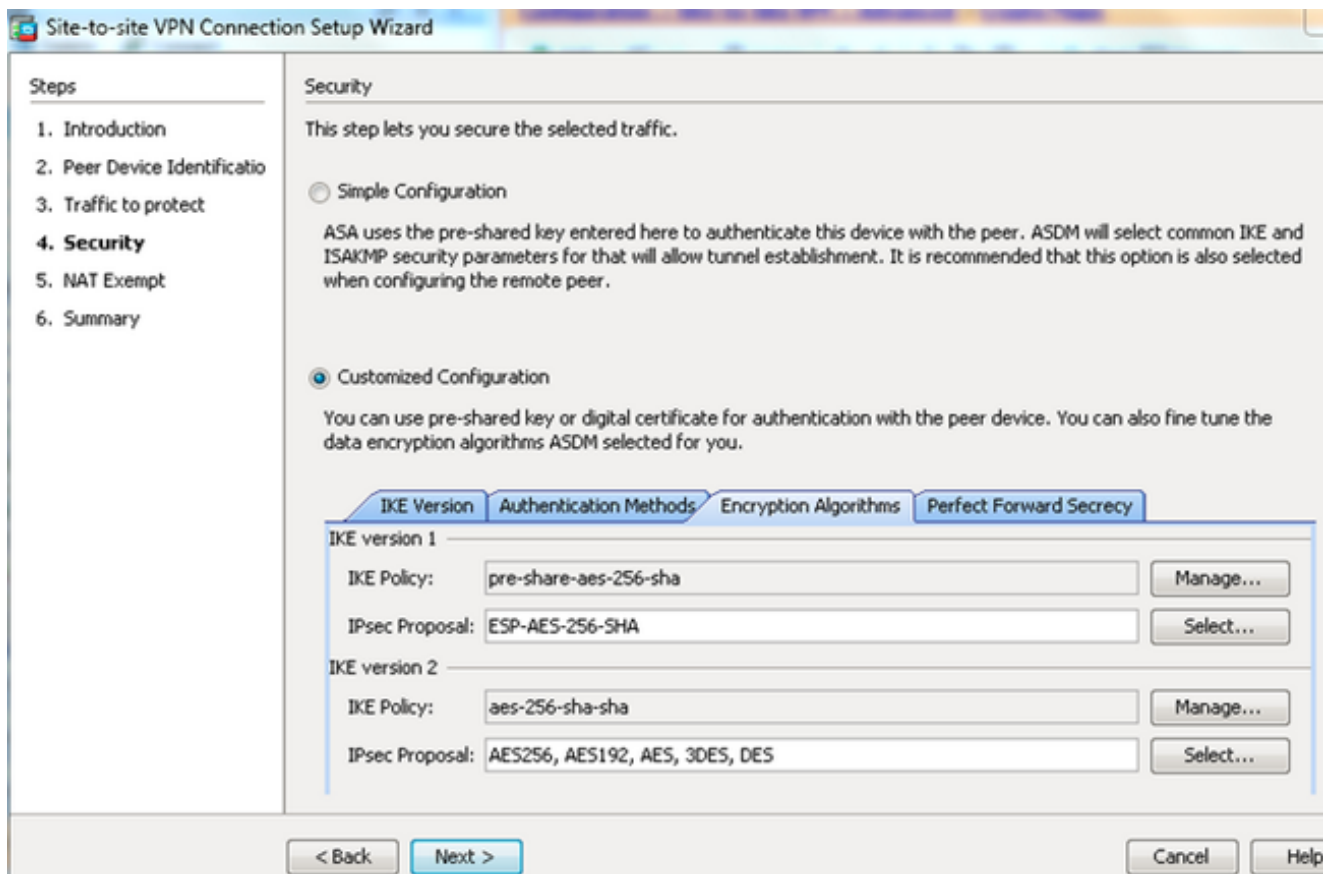 Site-to-site VPN Connection Setup Wizard
Steps
1. Introduction
2. Peer Device Identificatio
3. Traffic to protect
4. Security
5. NAT Exempt
6. Summary
Security
This step lets you secure the selected traffic.
Simple Configuration
ASA uses the pre-shared key entered here to authenticate this device with the peer. ASDM will select common IKE and
ISAKMP security parameters for that will allow tunnel establishment. It is recommended that this option is also selected
when configuring the remote peer.
Customized Configuration
You can use pre-shared key or digital certificate for authentication with the peer device. You can also fine tune the
data encryption algorithms ASDM selected for you.
IKE Version Authentication Methods Encryption Algorithms Perfect Forward Secrecy
IKE version 1
IKE Policy: pre-share-aes-256-sha Manage...
IPsec Proposal: ESP-AES-256-SHA Select...
IKE version 2
IKE Policy: aes-256-sha-sha Manage...
IPsec Proposal: AES256, AES192, AES, 3DES, DES Select...
< Back Next > Cancel Help